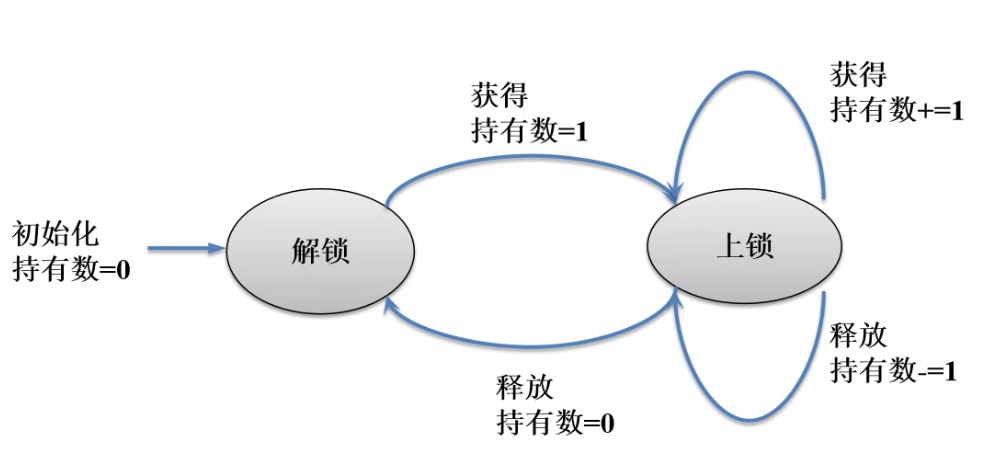 初始化
持有数=0
解锁
获得
持有数=1
释放
持有数=0
上锁
获得
持有数+=1
释放
持有数-=1